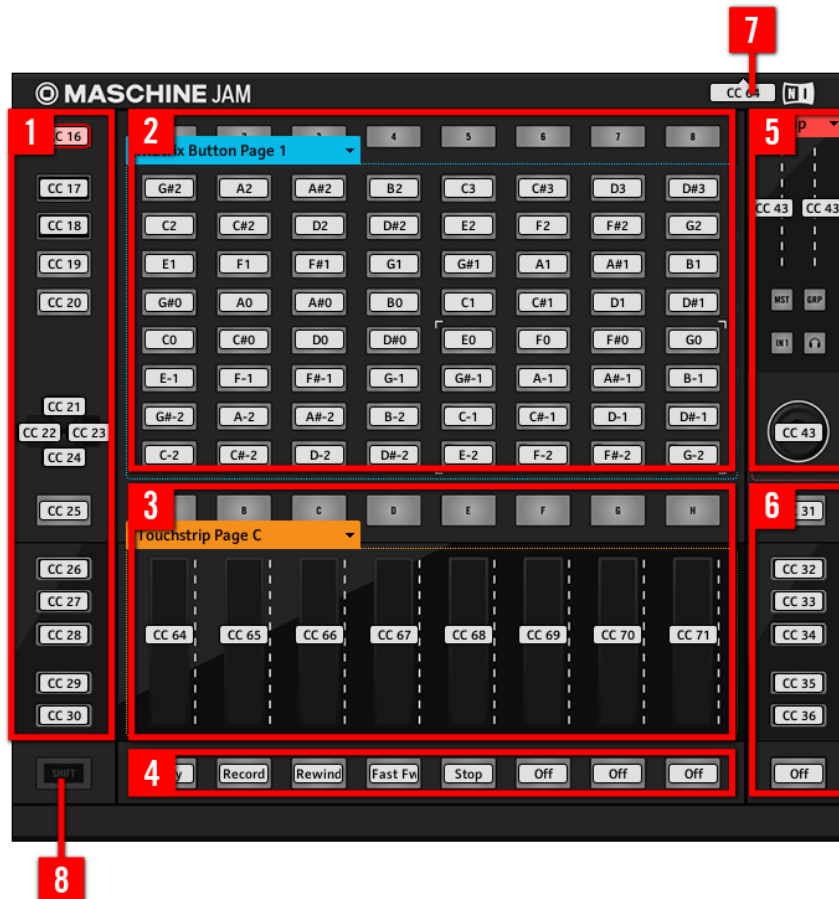 7
MASCHINE JAM
CC 64
1
CC 16
2
4 5 6 7 8
5
Matrix Button Page 1
CC 17 G#2 A2 A#2 B2 C3 C#3 D3 D#3
CC 18 C2 C#2 D2 D#2 E2 F2 F#2 G2
CC 43 CC 43
CC 19 E1 F1 F#1 G1 G#1 A1 A#1 B1
CC 20 G#0 A0 A#0 B0 C1 C#1 D1 D#1
MST GRP
C0 C#0 D0 D#0 E0 F0 F#0 G0
IN1
E-1 F-1 F#-1 G-1 G#-1 A-1 A#-1 B-1
CC 21
G#-2 A-2 A#-2 B-2 C-1 C#-1 D-1 D#-1
CC 22 CC 23
CC 43
CC 24
C-2 C#-2 D-2 D#-2 E-2 F-2 F#-2 G-2
CC 25
3
B C D E F G H
6
31
Touchstrip Page C
CC 26
CC 32
CC 27
CC 33
CC 28 CC 64 CC 65 CC 66 CC 67 CC 68 CC 69 CC 70 CC 71 CC 34
CC 29
CC 35
CC 30
CC 36
SHIFT
4
y Record Rewind Fast Fw Stop Off Off Off Off
8